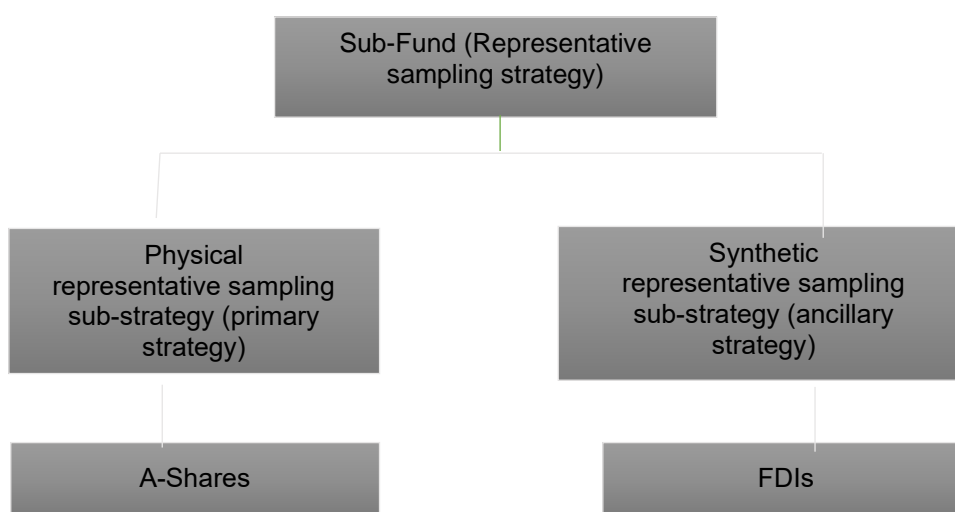 Sub-Fund (Representative
sampling strategy)
Physical
representative sampling
sub-strategy (primary
strategy)
Synthetic
representative sampling
sub-strategy (ancillary
strategy)
A-Shares
FDIs